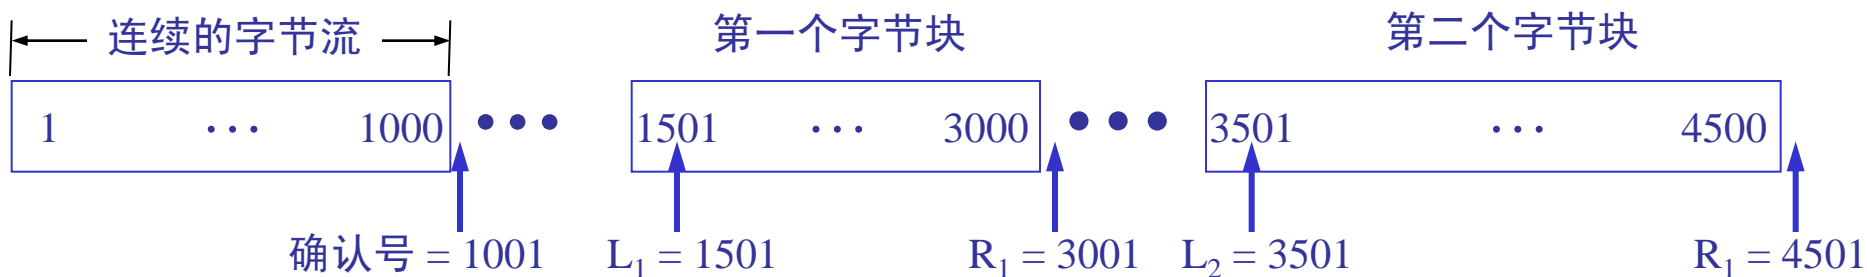 连续的字节流 第一个字节块 第二个字节块
1 ··· 1000 ••• 1501 ··· 3000 ••• 3501 ··· 4500
确认号 = 1001 L₁ = 1501 R₁ = 3001 L₂ = 3501 R₁ = 4501